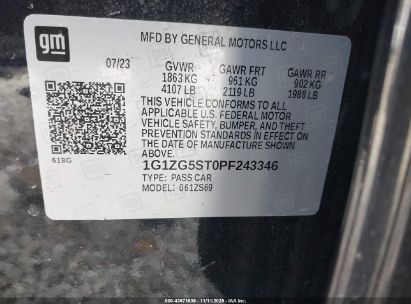 gm
MFD BY GENERAL MOTORS LLC
07/23 GVWR GAWR FRT GAWR RR
1863 KG 961 KG 902 KG
4107 LB 2119 LB 1988 LB
THIS VEHICLE CONFORMS TO ALL
APPLICABLE U.S. FEDERAL MOTOR
VEHICLE SAFETY, BUMPER, AND THEFT
PREVENTION STANDARDS IN EFFECT ON
THE DATE OF MANUFACTURE SHOWN
ABOVE.
1G1ZG5ST0PF243346
618G TYPE: PASS CAR
MODEL: 061ZS69